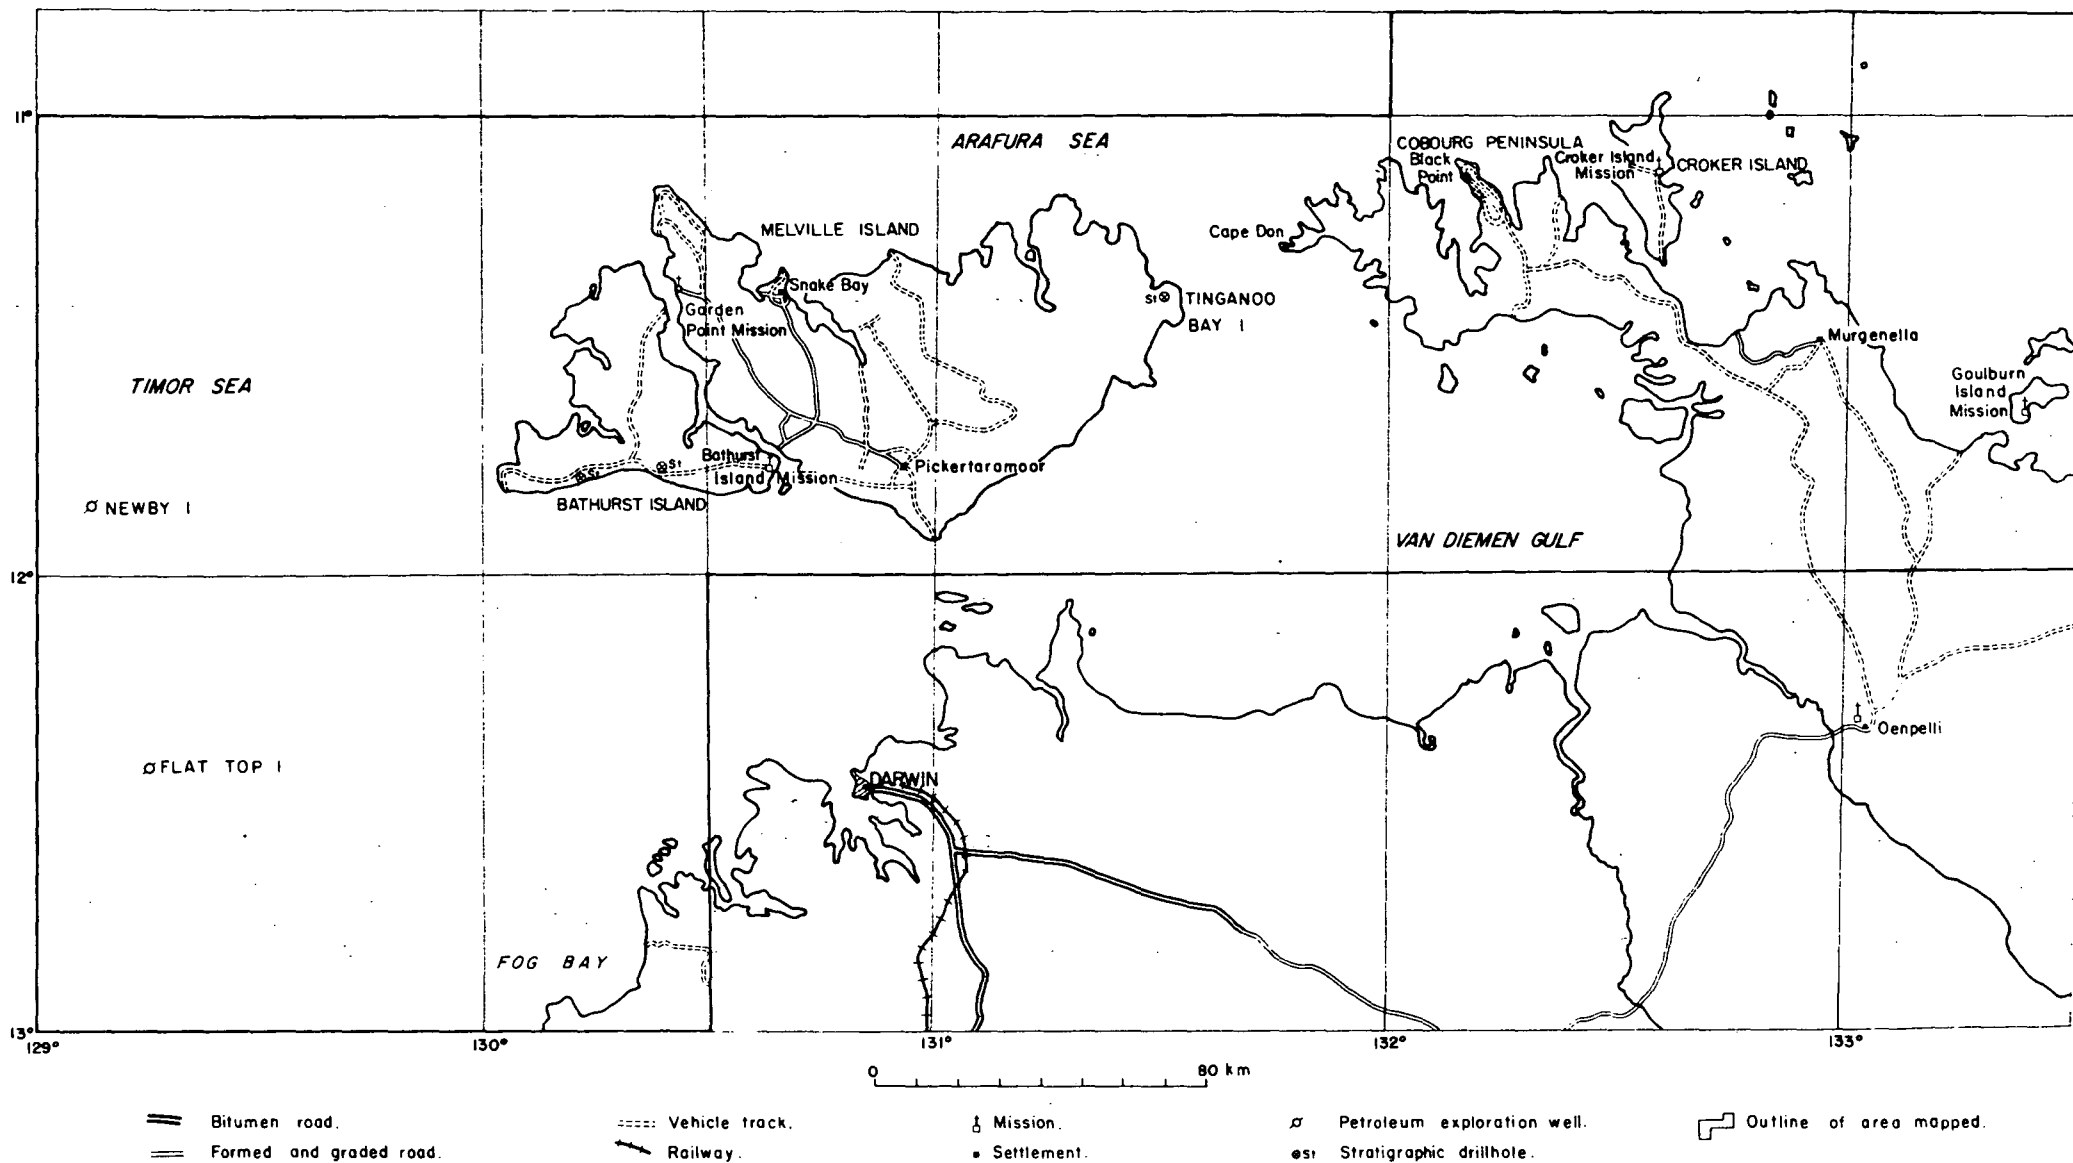 11°
ARAFURA SEA
COBOURG PENINSULA
Black
Point
Croker Island
Mission
CROKER ISLAND
MELVILLE ISLAND
Cape Don
Snake Bay
Garden
Point Mission
St
TINGANOO
BAY 1
Murgenella
TIMOR SEA
Goulburn
Island
Mission
Bathurst
Island Mission
St
St
Pickertaramoor
NEWBY 1
BATHURST ISLAND
VAN DIEMEN GULF
12°
Oenpelli
FLAT TOP 1
DARWIN
FOG BAY
13°
129°
130°
131°
132°
133°
0
80 km
Bitumen road.
Vehicle track.
Mission.
Petroleum exploration well.
Outline of area mapped.
Formed and graded road.
Railway.
Settlement.
St
Stratigraphic drillhole.